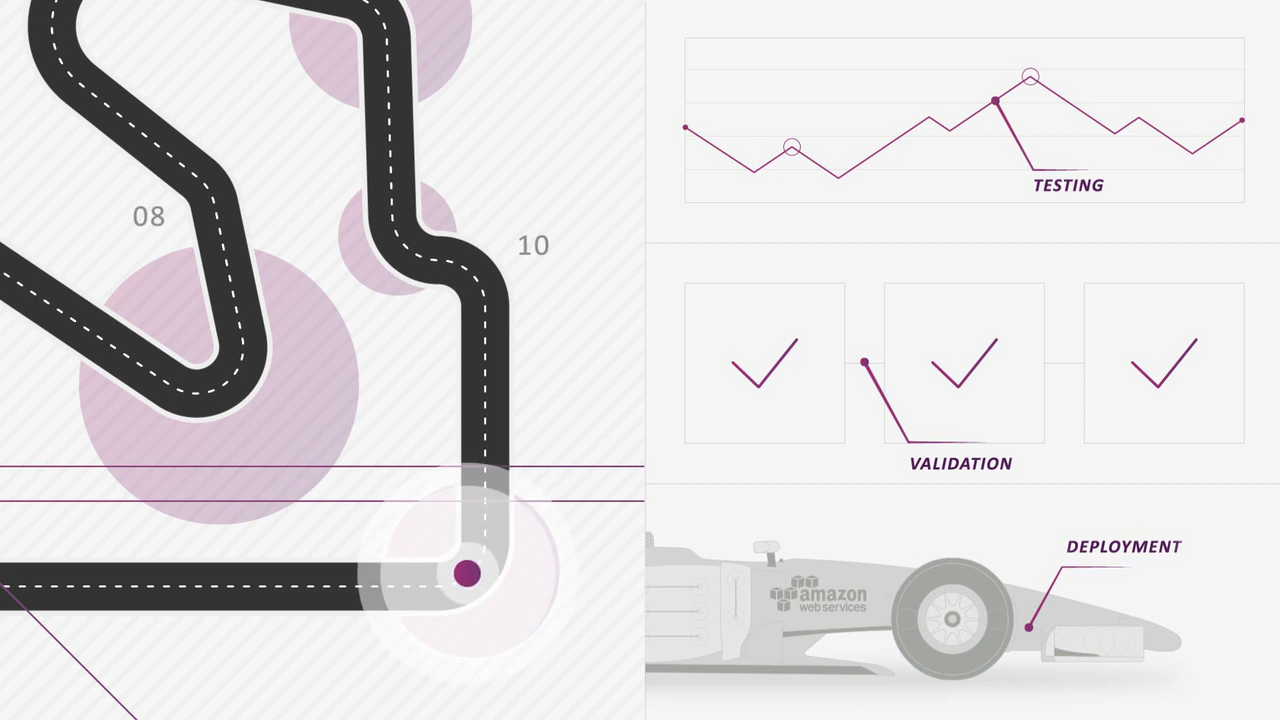 08
10
TESTING
VALIDATION
DEPLOYMENT
amazon
web services